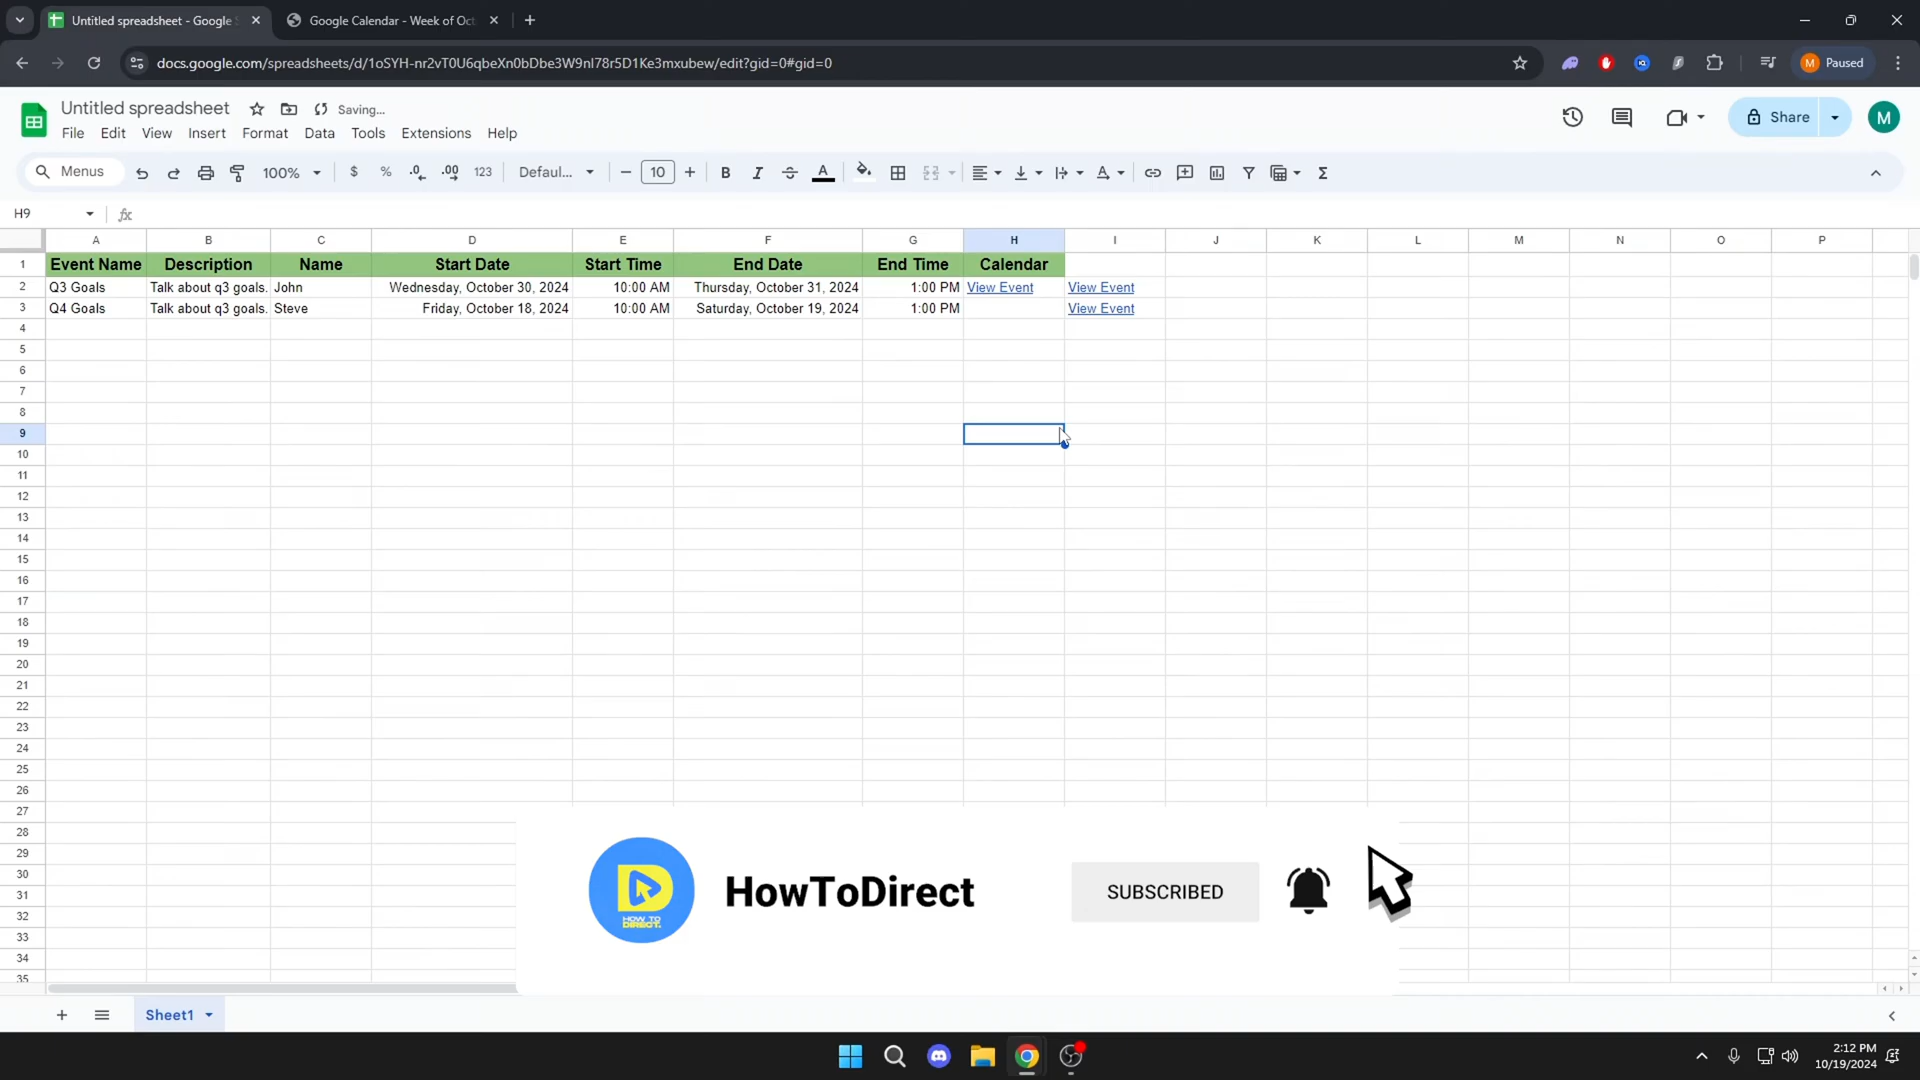 Untitled spreadsheet - Google S
Google Calendar - Week of Oct
docs.google.com/spreadsheets/d/1oSYH-nr2vT0U6qbeXn0bDbe3W9nI78r5D1Ke3mxubew/edit?gid=0#gid=0
M Paused
Untitled spreadsheet Saving...
File Edit View Insert Format Data Tools Extensions Help
Share M
Menus 100% $ % .0 .00 123 Defaul... 10 B I A
H9 fx
A B C D E F G H I J K L M N O P
1 Event Name Description Name Start Date Start Time End Date End Time Calendar
2 Q3 Goals Talk about q3 goals. John Wednesday, October 30, 2024 10:00 AM Thursday, October 31, 2024 1:00 PM View Event View Event
3 Q4 Goals Talk about q3 goals. Steve Friday, October 18, 2024 10:00 AM Saturday, October 19, 2024 1:00 PM View Event
4
5
6
7
8
9
10
11
12
13
14
15
16
17
18
19
20
21
22
23
24
25
26
27
28
29
30
31
32
33
34
35
D
HOW TO
DIRECT.
HowToDirect SUBSCRIBED
Sheet1
2:12 PM
10/19/2024